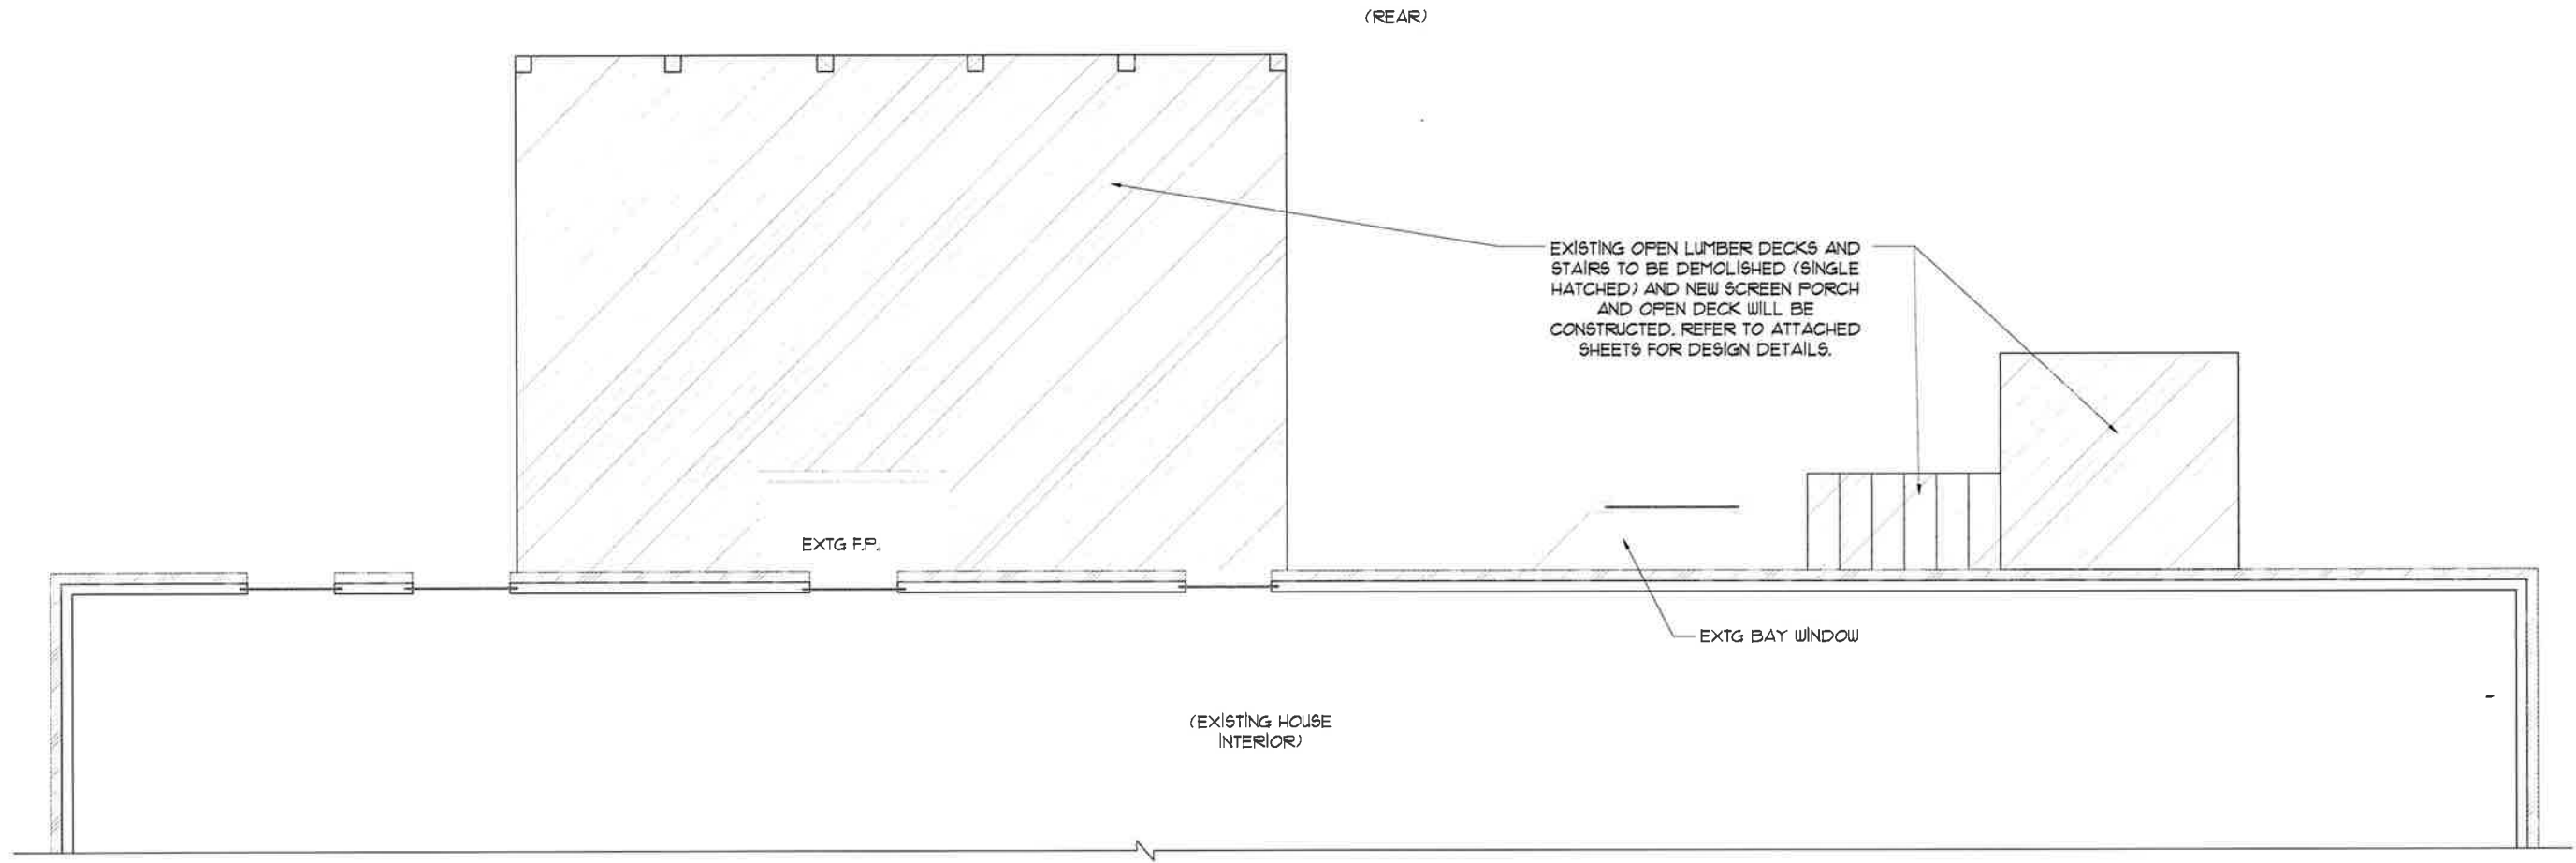 (REAR)
EXISTING OPEN LUMBER DECKS AND
STAIRS TO BE DEMOLISHED (SINGLE
HATCHED) AND NEW SCREEN PORCH
AND OPEN DECK WILL BE
CONSTRUCTED. REFER TO ATTACHED
SHEETS FOR DESIGN DETAILS.
EXTG F.P.
EXTG BAY WINDOW
(EXISTING HOUSE
INTERIOR)